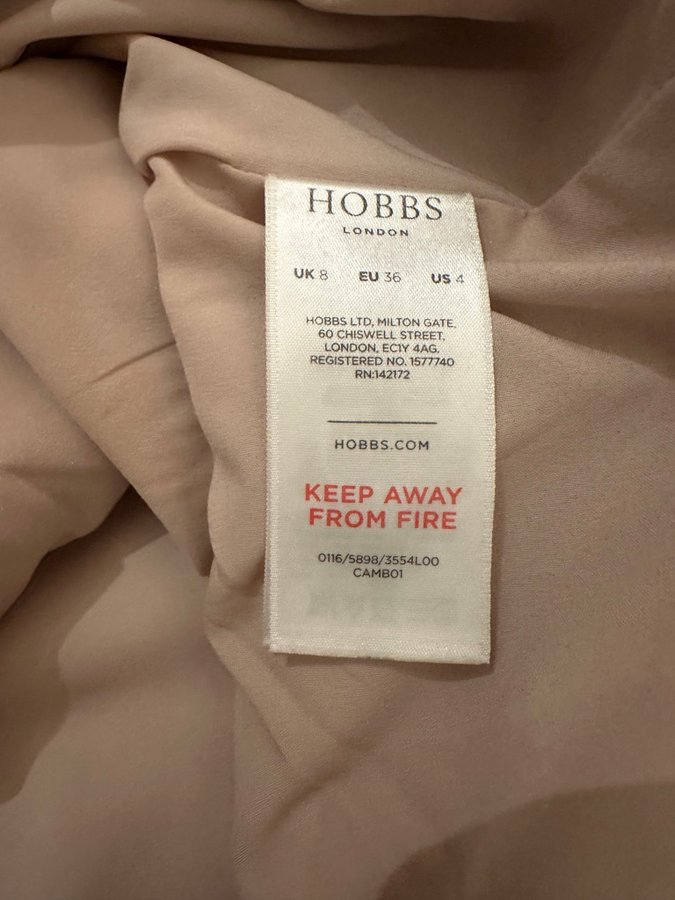 HOBBS
LONDON
UK 8 EU 36 US 4
HOBBS LTD, MILTON GATE,
60 CHISWELL STREET,
LONDON, EC1Y 4AG.
REGISTERED NO. 1577740
RN:142172
HOBBS.COM
KEEP AWAY
FROM FIRE
0116/5898/3554L00
CAMB01